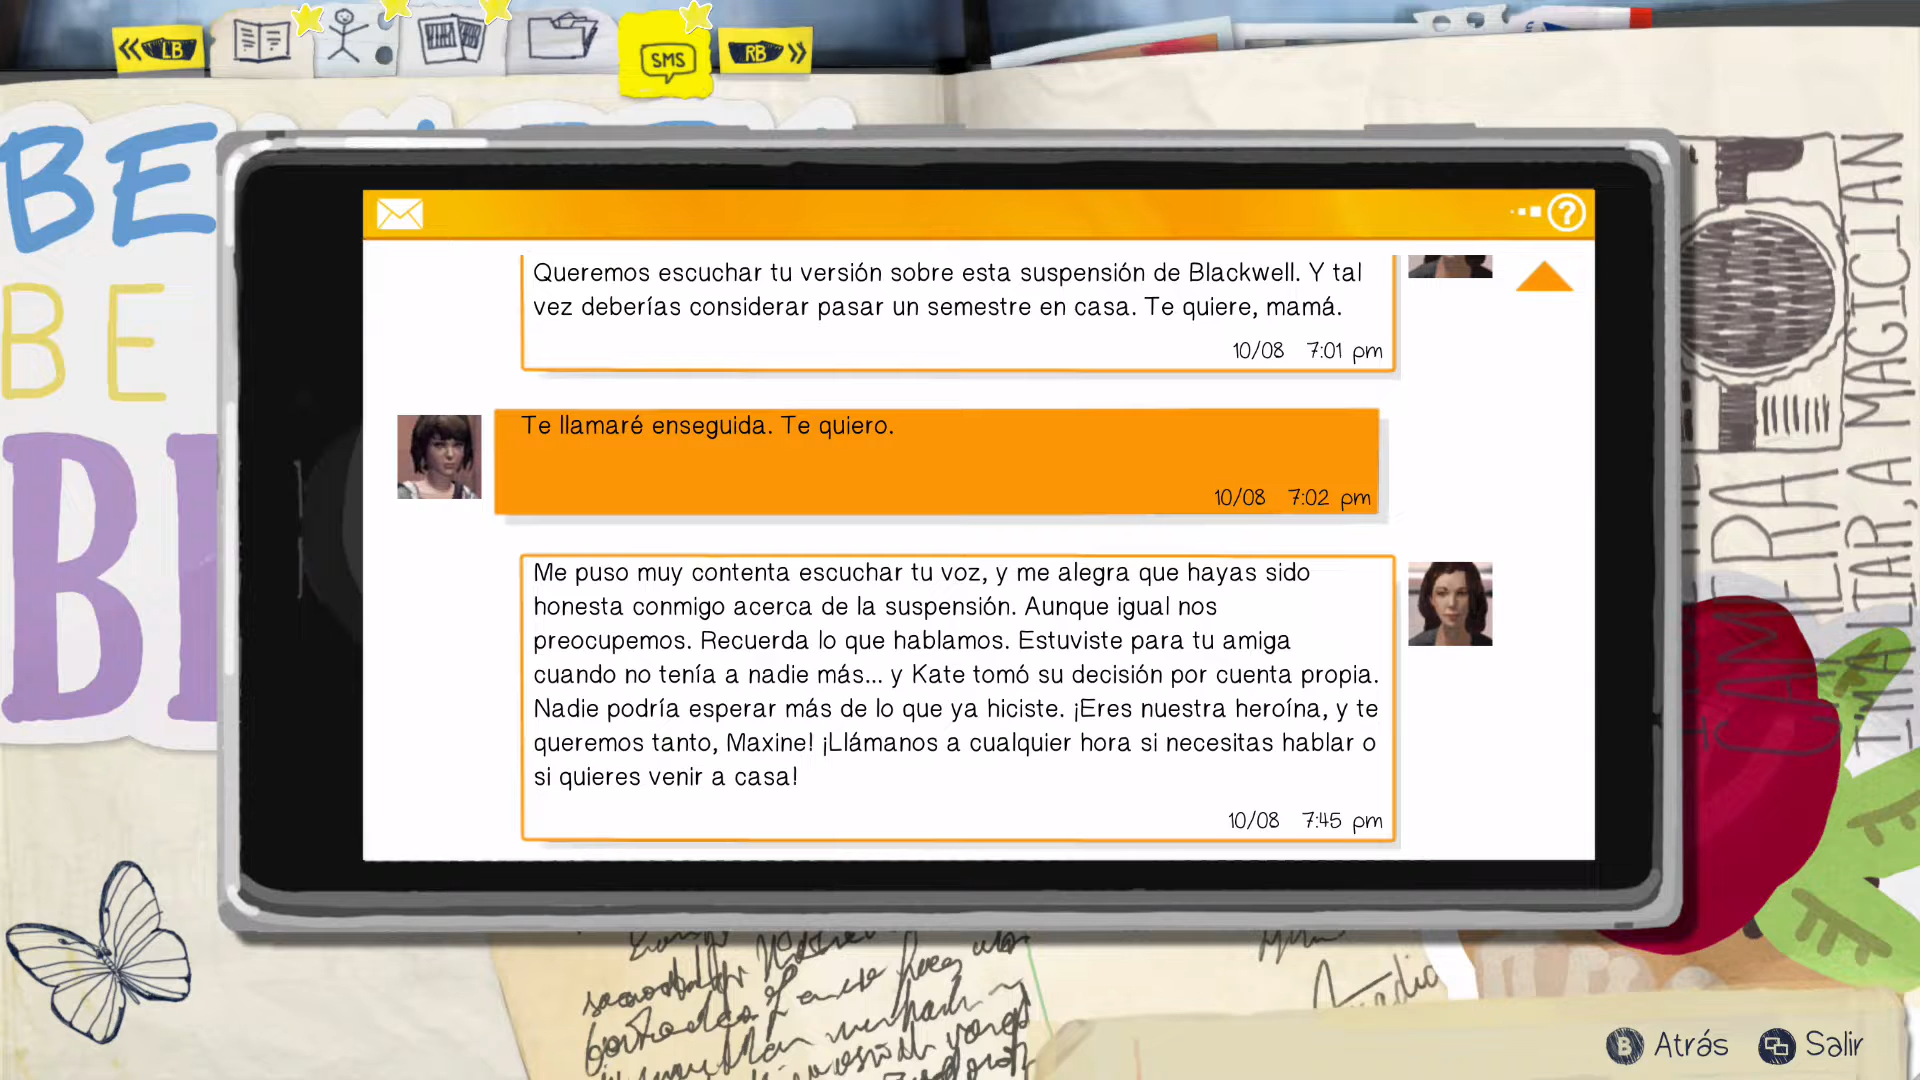 LB
SMS
RB
BE
BE
Queremos escuchar tu versión sobre esta suspensión de Blackwell. Y tal
vez deberías considerar pasar un semestre en casa. Te quiere, mamá.
10/08 7:01 pm
Te llamaré enseguida. Te quiero.
10/08 7:02 pm
Me puso muy contenta escuchar tu voz, y me alegra que hayas sido
honesta conmigo acerca de la suspensión. Aunque igual nos
preocupemos. Recuerda lo que hablamos. Estuviste para tu amiga
cuando no tenía a nadie más... y Kate tomó su decisión por cuenta propia.
Nadie podría esperar más de lo que ya hiciste. ¡Eres nuestra heroína, y te
queremos tanto, Maxine! ¡Llámanos a cualquier hora si necesitas hablar o
si quieres venir a casa!
10/08 7:45 pm
A MAGICIAN
B Atrás
Salir